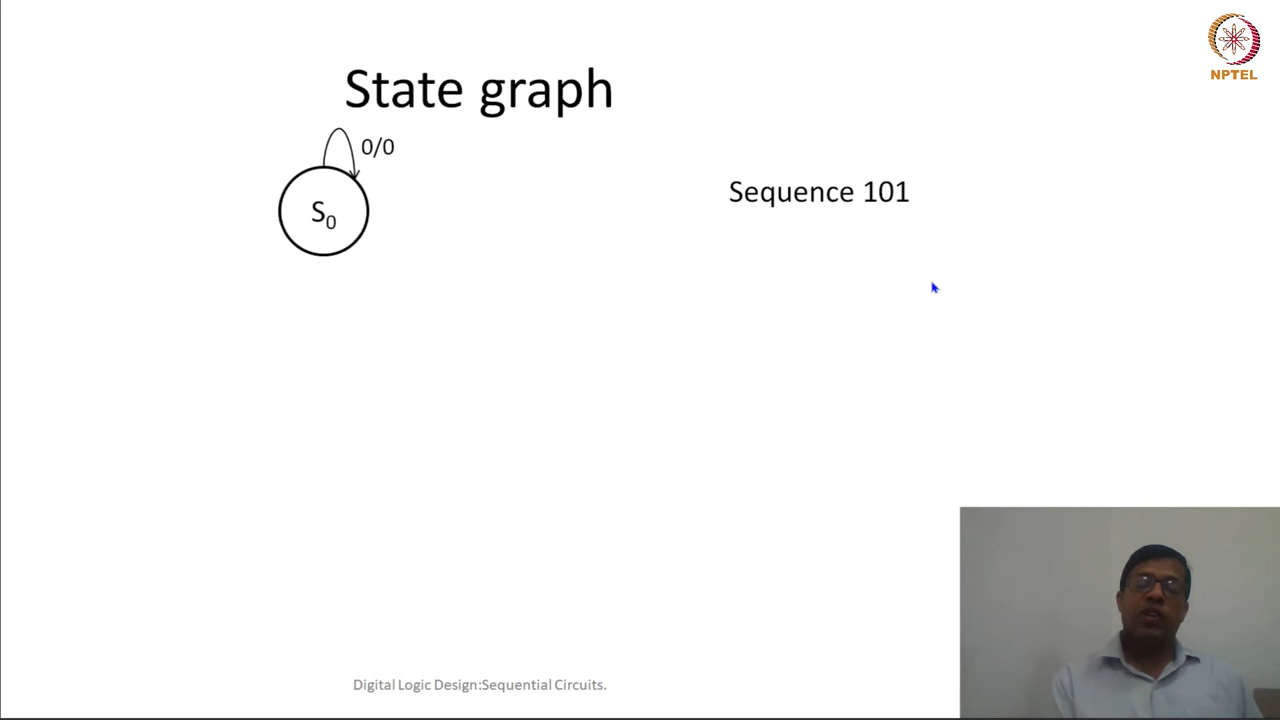 NPTEL
State graph
0/0
Sequence 101
S0
Digital Logic Design:Sequential Circuits.